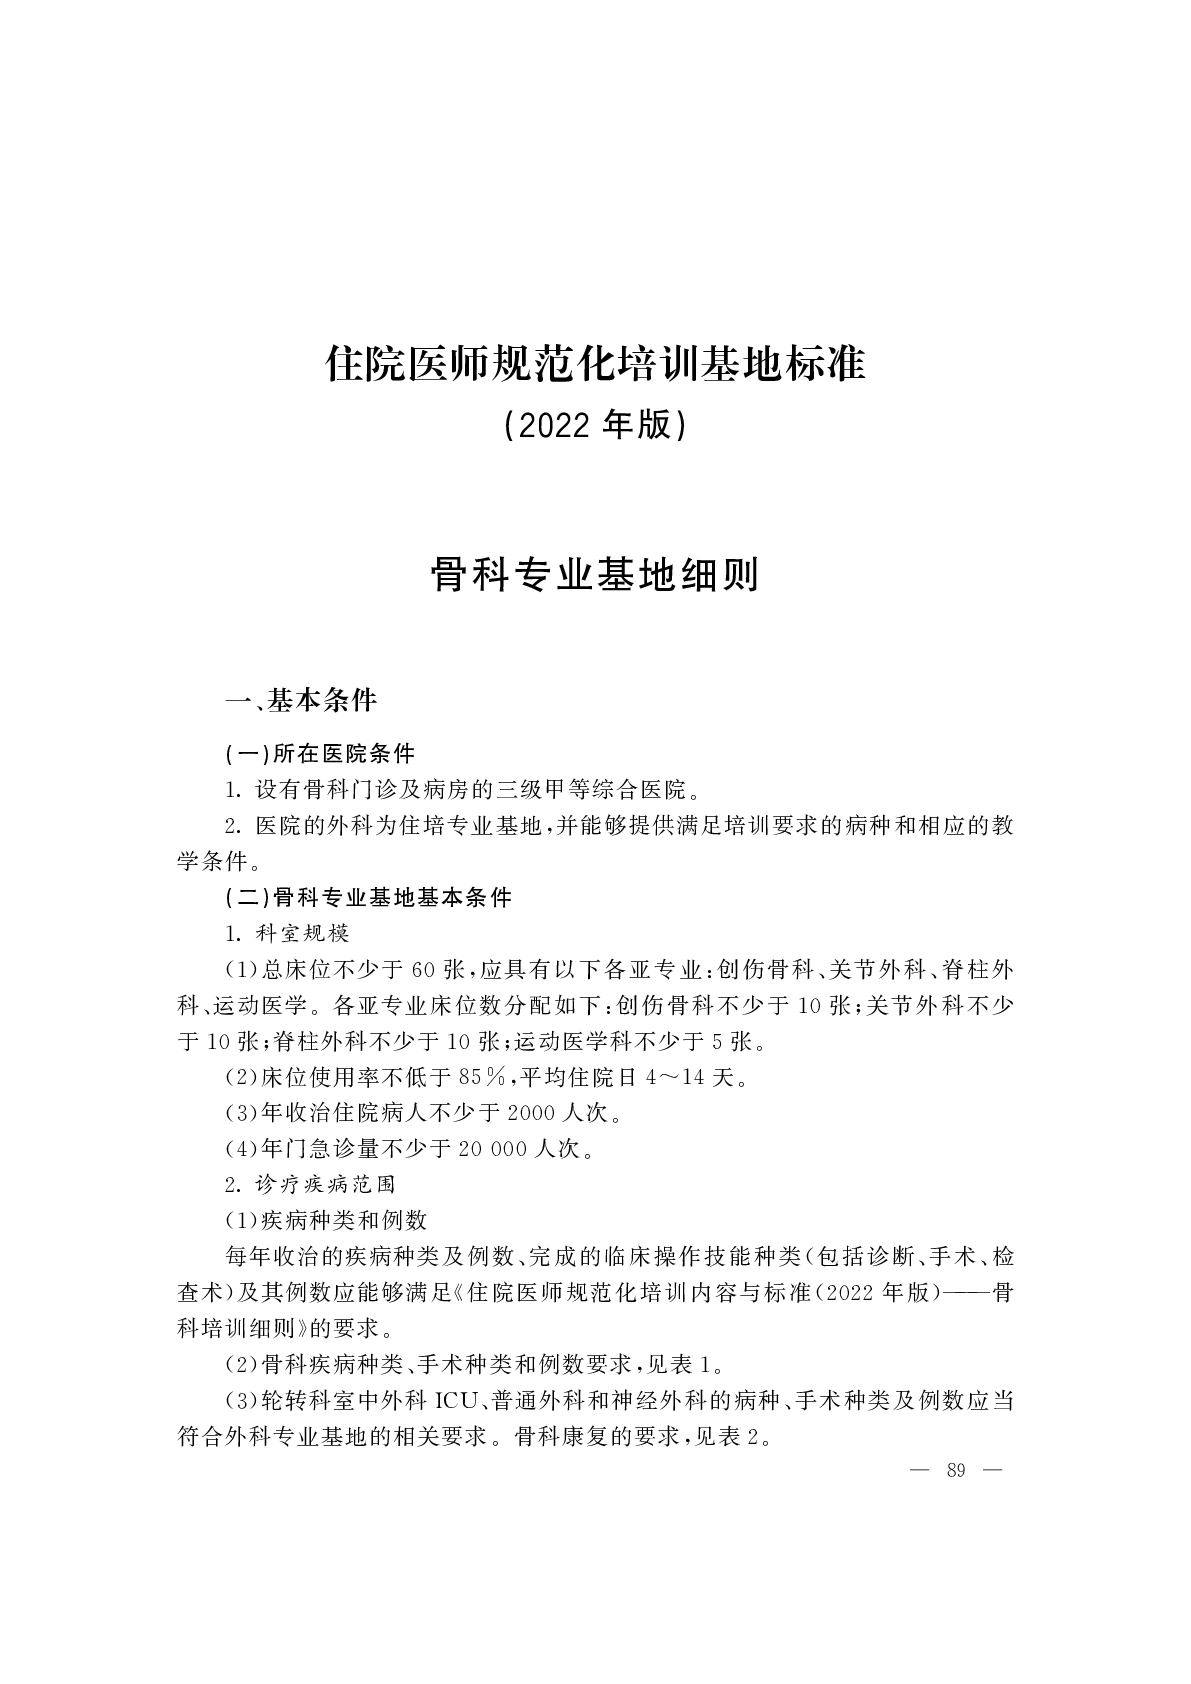 住院医师规范化培训基地标准
(2022 年版)
骨科专业基地细则
一、基本条件
(一)所在医院条件
1. 设有骨科门诊及病房的三级甲等综合医院。
2. 医院的外科为住培专业基地,并能够提供满足培训要求的病种和相应的教
学条件。
(二)骨科专业基地基本条件
1. 科室规模
(1)总床位不少于 60 张,应具有以下各亚专业:创伤骨科、关节外科、脊柱外
科、运动医学。各亚专业床位数分配如下:创伤骨科不少于 10 张;关节外科不少
于 10 张;脊柱外科不少于 10 张;运动医学科不少于 5 张。
(2)床位使用率不低于 85%,平均住院日 4～14 天。
(3)年收治住院病人不少于 2000 人次。
(4)年门急诊量不少于 20 000 人次。
2. 诊疗疾病范围
(1)疾病种类和例数
每年收治的疾病种类及例数、完成的临床操作技能种类(包括诊断、手术、检
查术)及其例数应能够满足《住院医师规范化培训内容与标准(2022 年版)——骨
科培训细则》的要求。
(2)骨科疾病种类、手术种类和例数要求,见表 1。
(3)轮转科室中外科 ICU、普通外科和神经外科的病种、手术种类及例数应当
符合外科专业基地的相关要求。骨科康复的要求,见表 2。
— 89 —